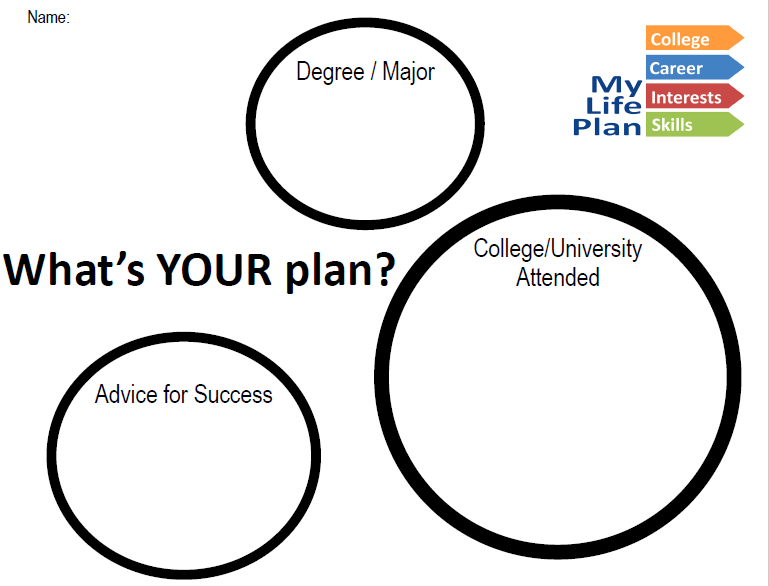 Name:
Degree / Major
College
Career
Interests
Skills
My
Life
Plan
What's YOUR plan?
College/University
Attended
Advice for Success